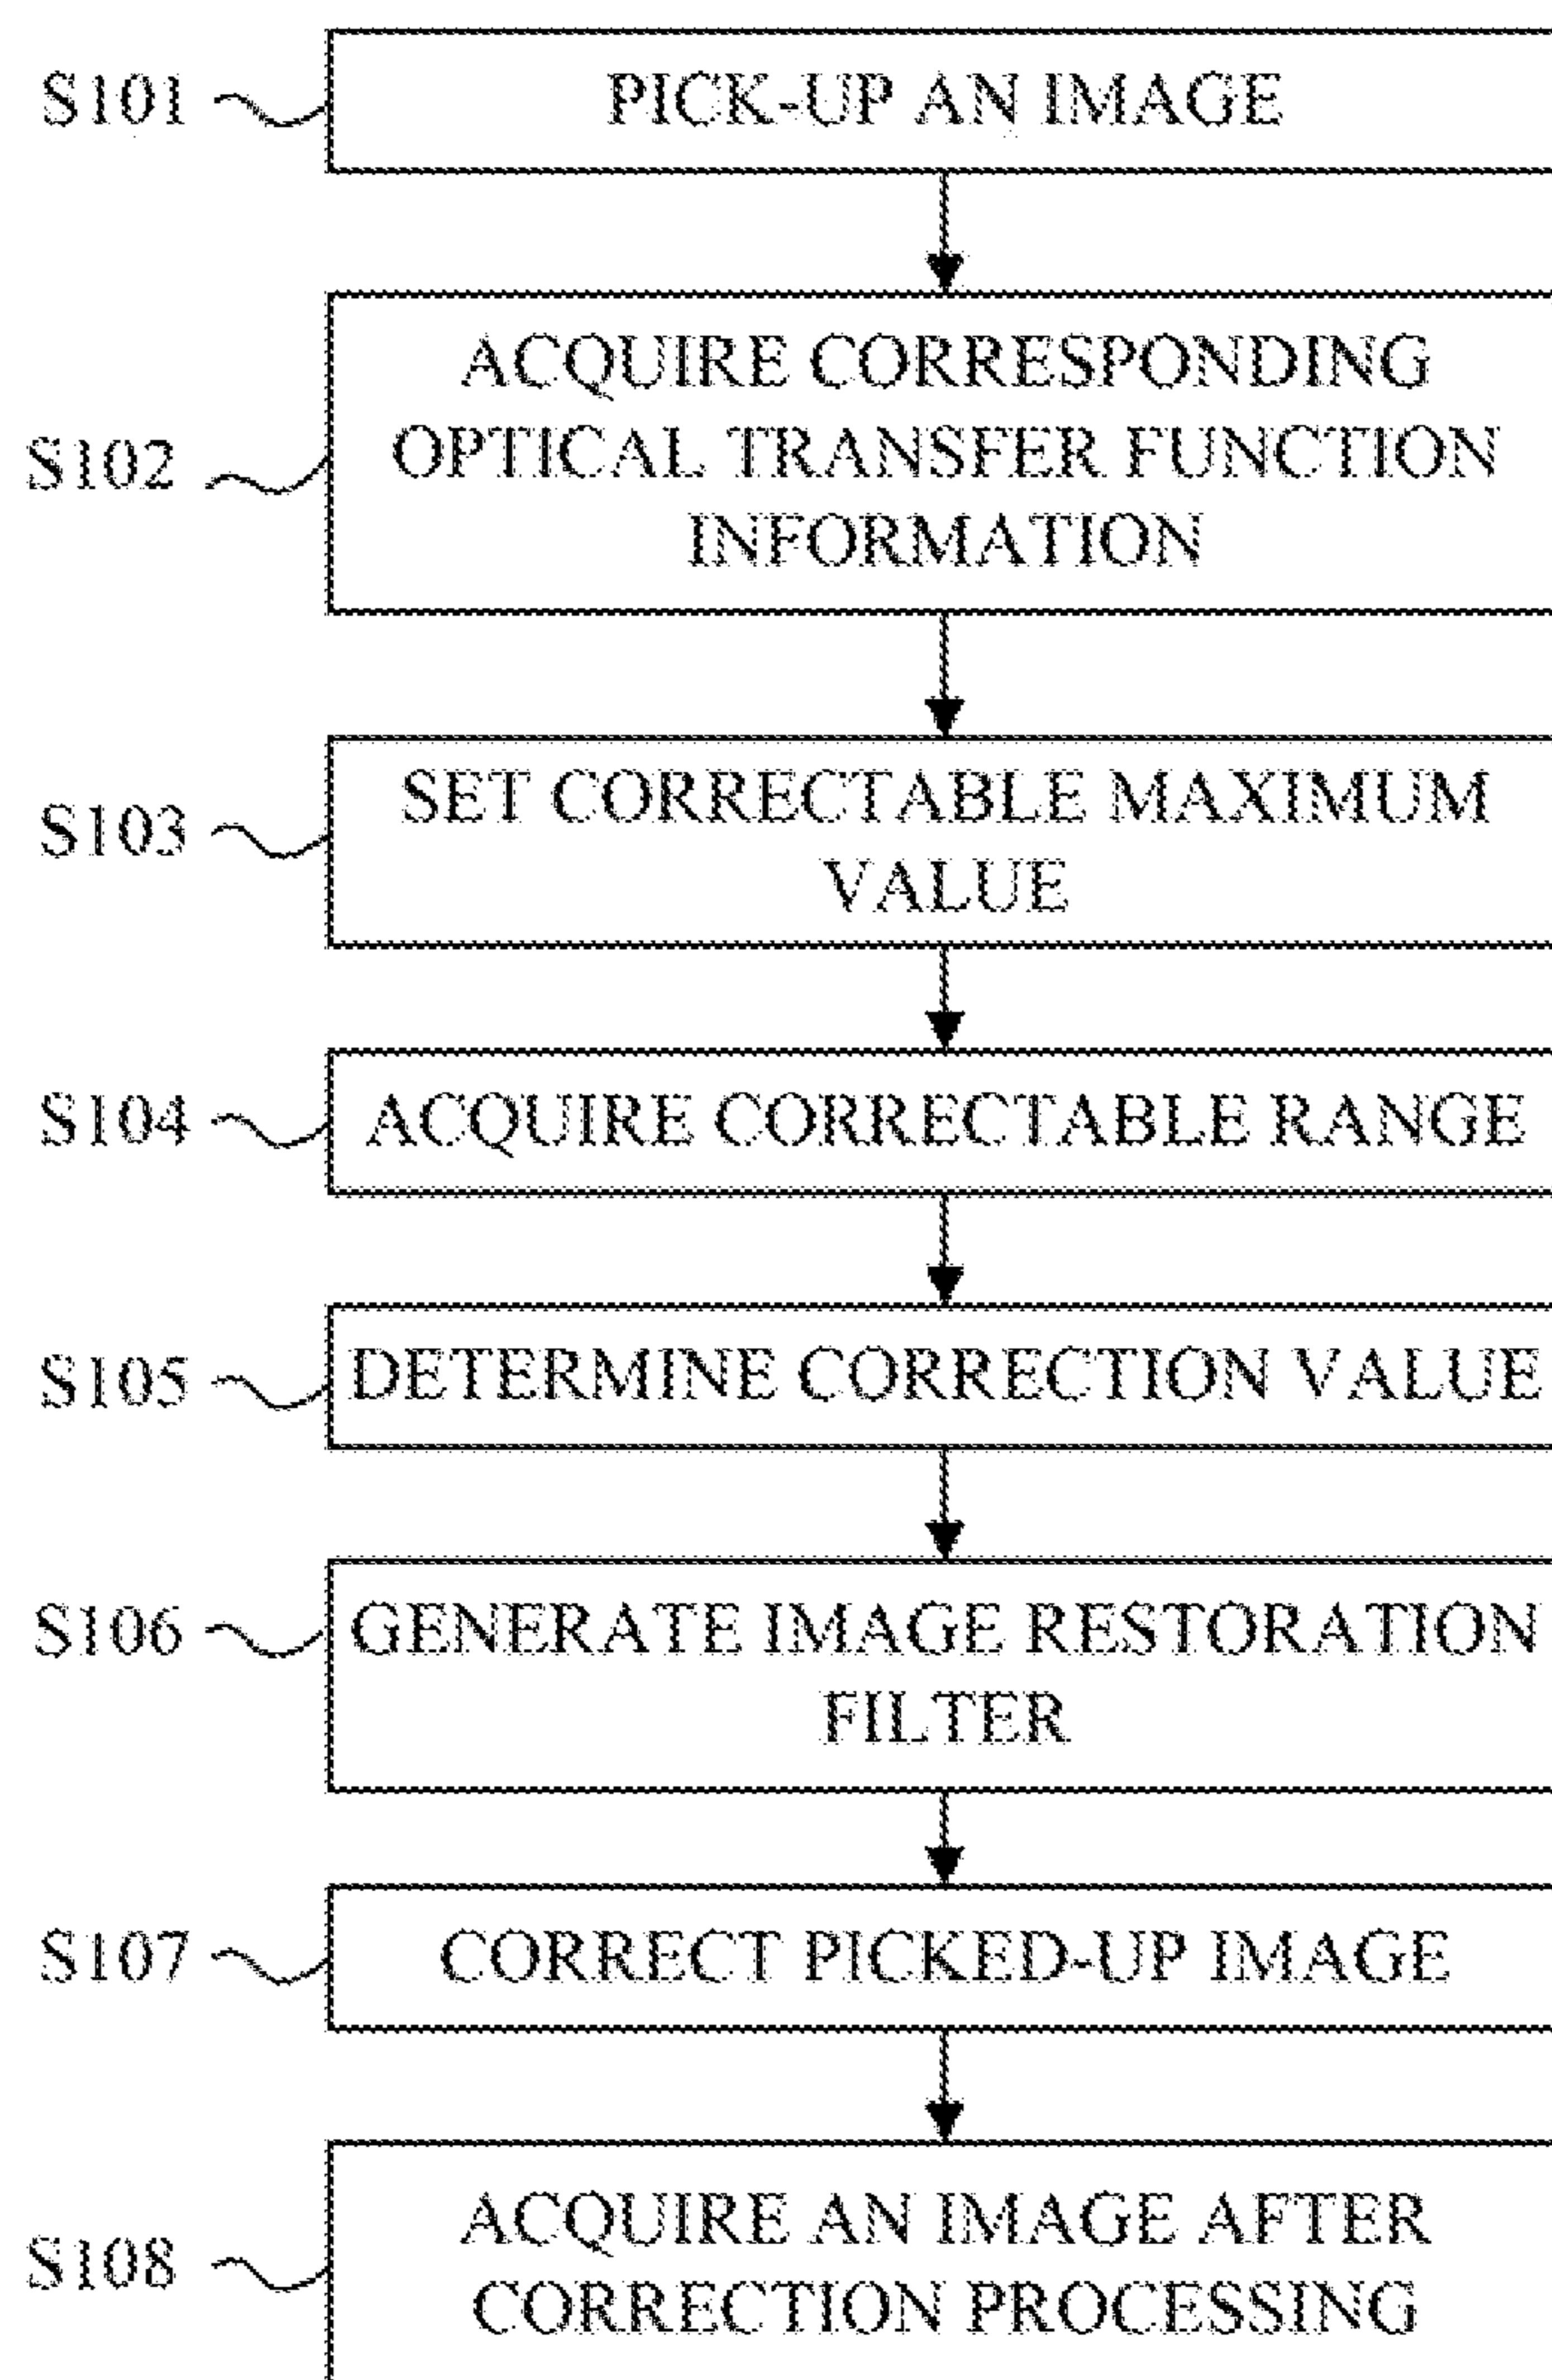 S101
PICK-UP AN IMAGE
S102
ACQUIRE CORRESPONDING
OPTICAL TRANSFER FUNCTION
INFORMATION
S103
SET CORRECTABLE MAXIMUM
VALUE
S104
ACQUIRE CORRECTABLE RANGE
S105
DETERMINE CORRECTION VALUE
S106
GENERATE IMAGE RESTORATION
FILTER
S107
CORRECT PICKED-UP IMAGE
S108
ACQUIRE AN IMAGE AFTER
CORRECTION PROCESSING